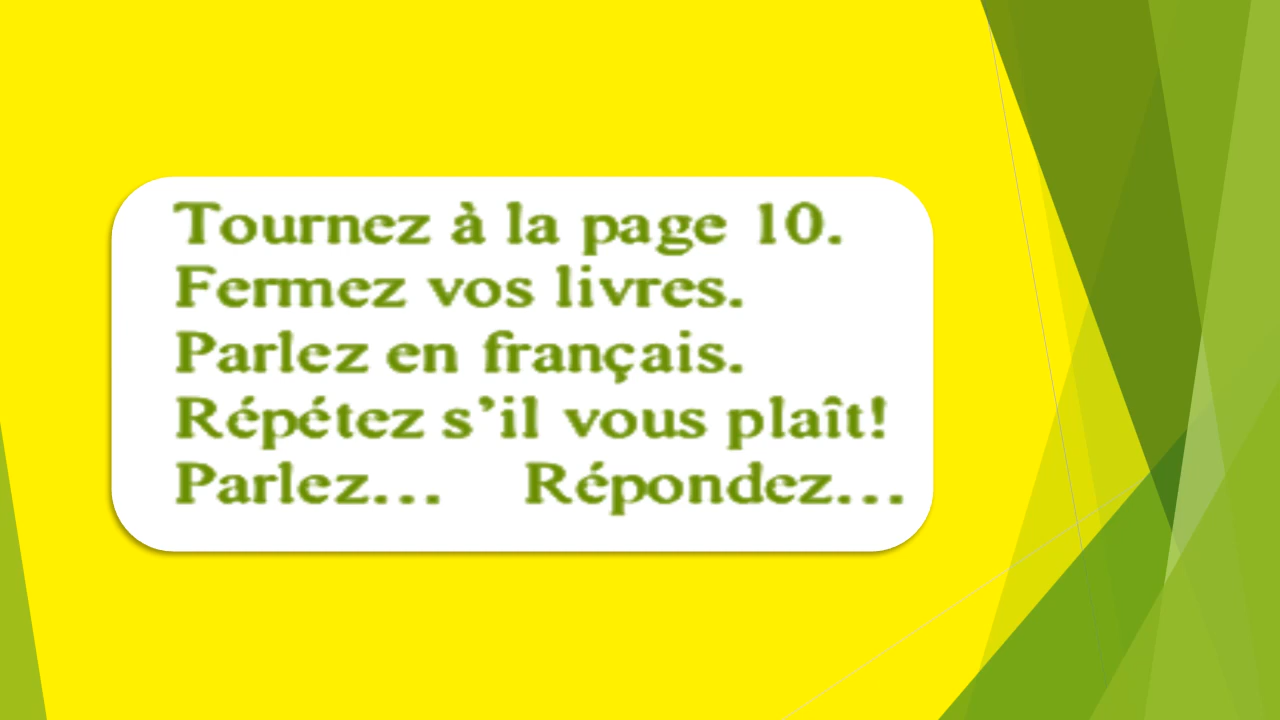 Tournez à la page 10.
Fermez vos livres.
Parlez en français.
Répétez s’il vous plaît!
Parlez... Répondez...